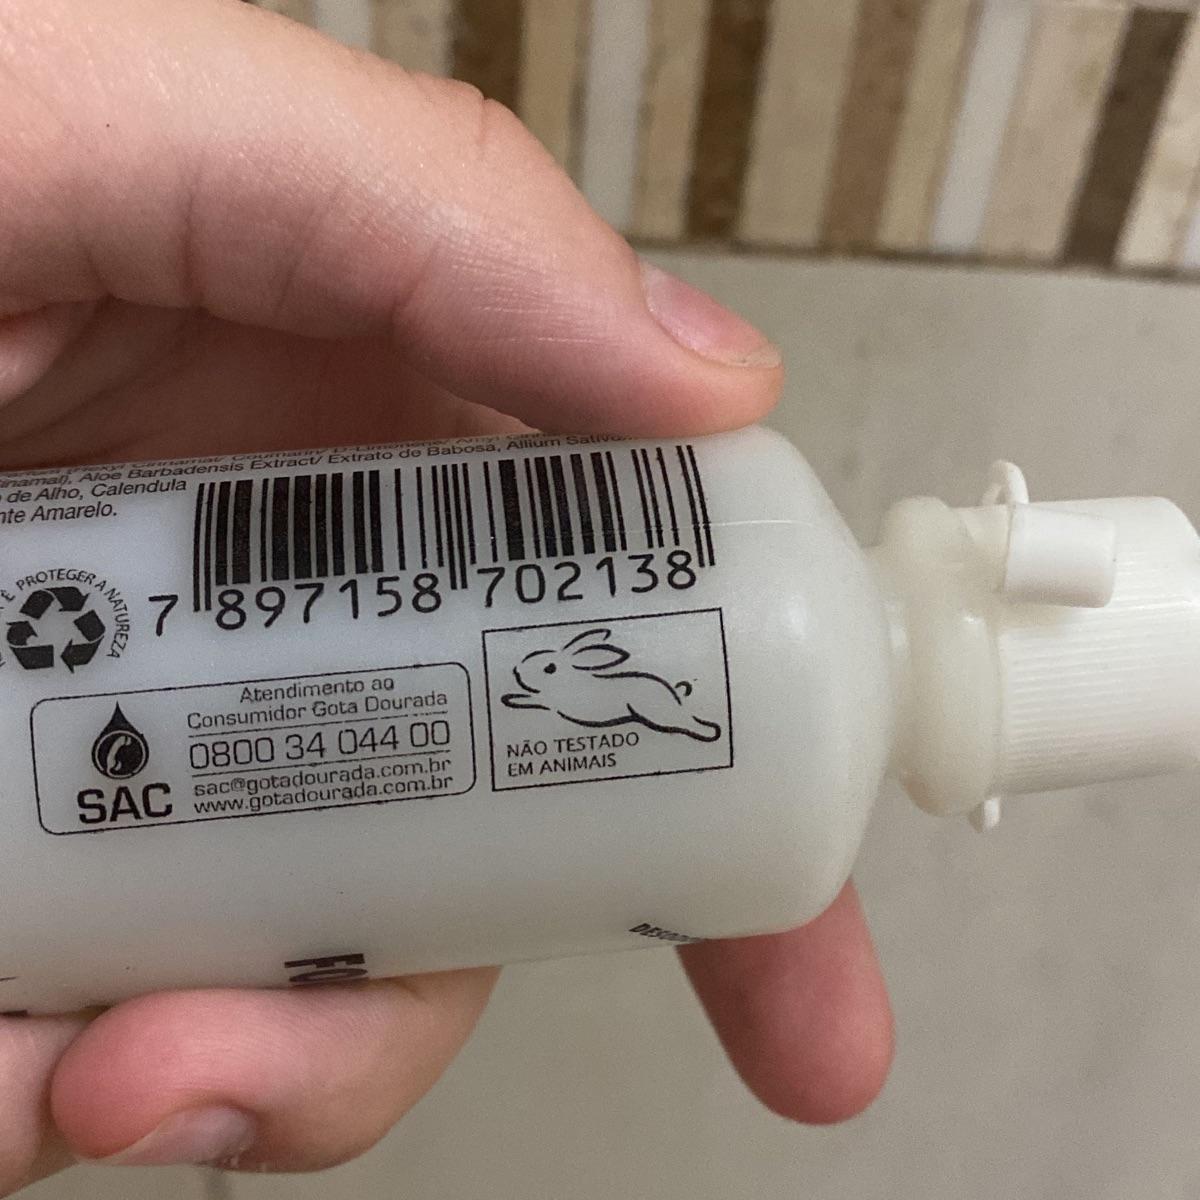 Aloe Barbadensis Extract/ Extrato de Babosa, Allium
de Alho, Calendula
Amarelo.
7 897158 702138
É PROTEGER A NATUREZA
Atendimento ao
Consumidor Gota Dourada
0800 34 044 00
sac@gotadourada.com.br
www.gotadourada.com.br
SAC
NÃO TESTADO
EM ANIMAIS